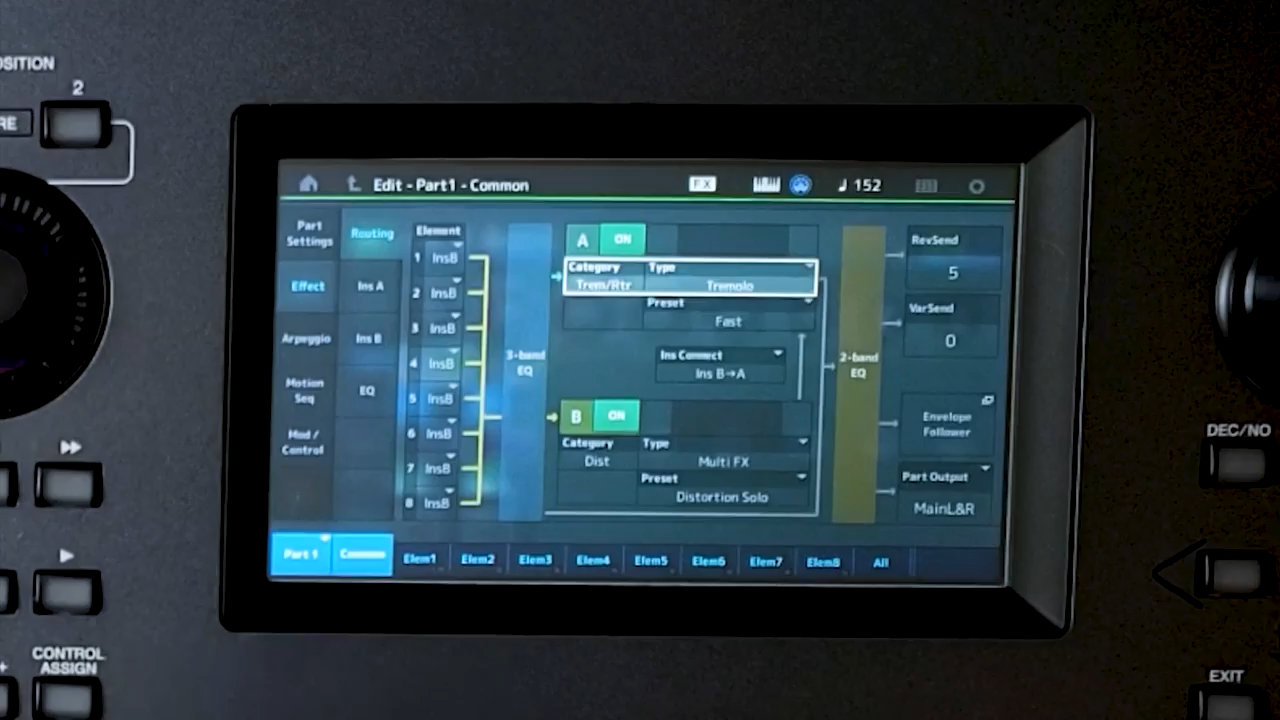 OSITION
2
RE
Edit - Part1 - Common
FX
152
Part
Settings
Routing
Element
A
ON
RevSend
5
1 InsB
Category
Type
Trem/Rtr
Tremolo
Effect
Ins A
2 InsB
Preset
Fast
VarSend
0
3 InsB
Arpeggio
Ins B
3-band
EQ
Ins Connect
Ins B→A
2-band
EQ
4 InsB
Motion
Seq
EQ
5 InsB
B
ON
Envelope
Follower
6 InsB
Mod /
Control
Category
Type
Dist
Multi FX
7 InsB
Preset
Distortion Solo
Part Output
MainL&R
8 InsB
Part 1
Common
Elem1
Elem2
Elem3
Elem4
Elem5
Elem6
Elem7
Elem8
All
DEC/NO
CONTROL
ASSIGN
EXIT